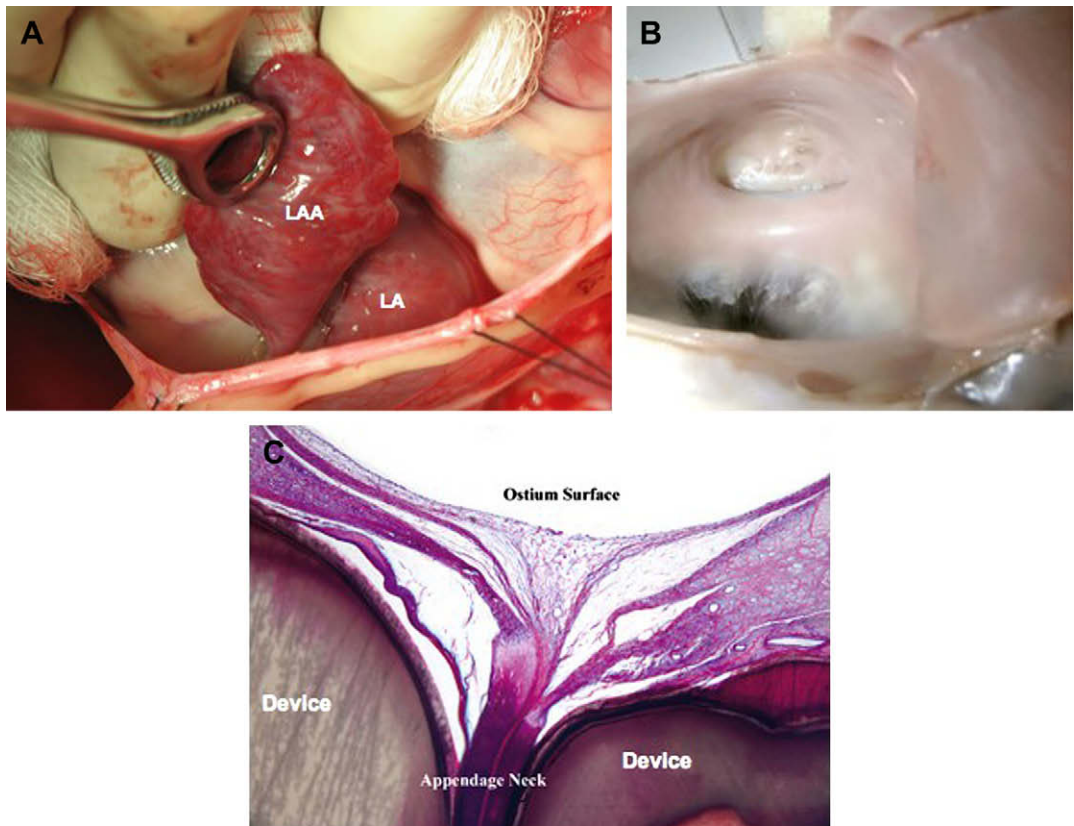 A
B
LAA
LA
C
Ostium Surface
Device
Device
Appendage Neck